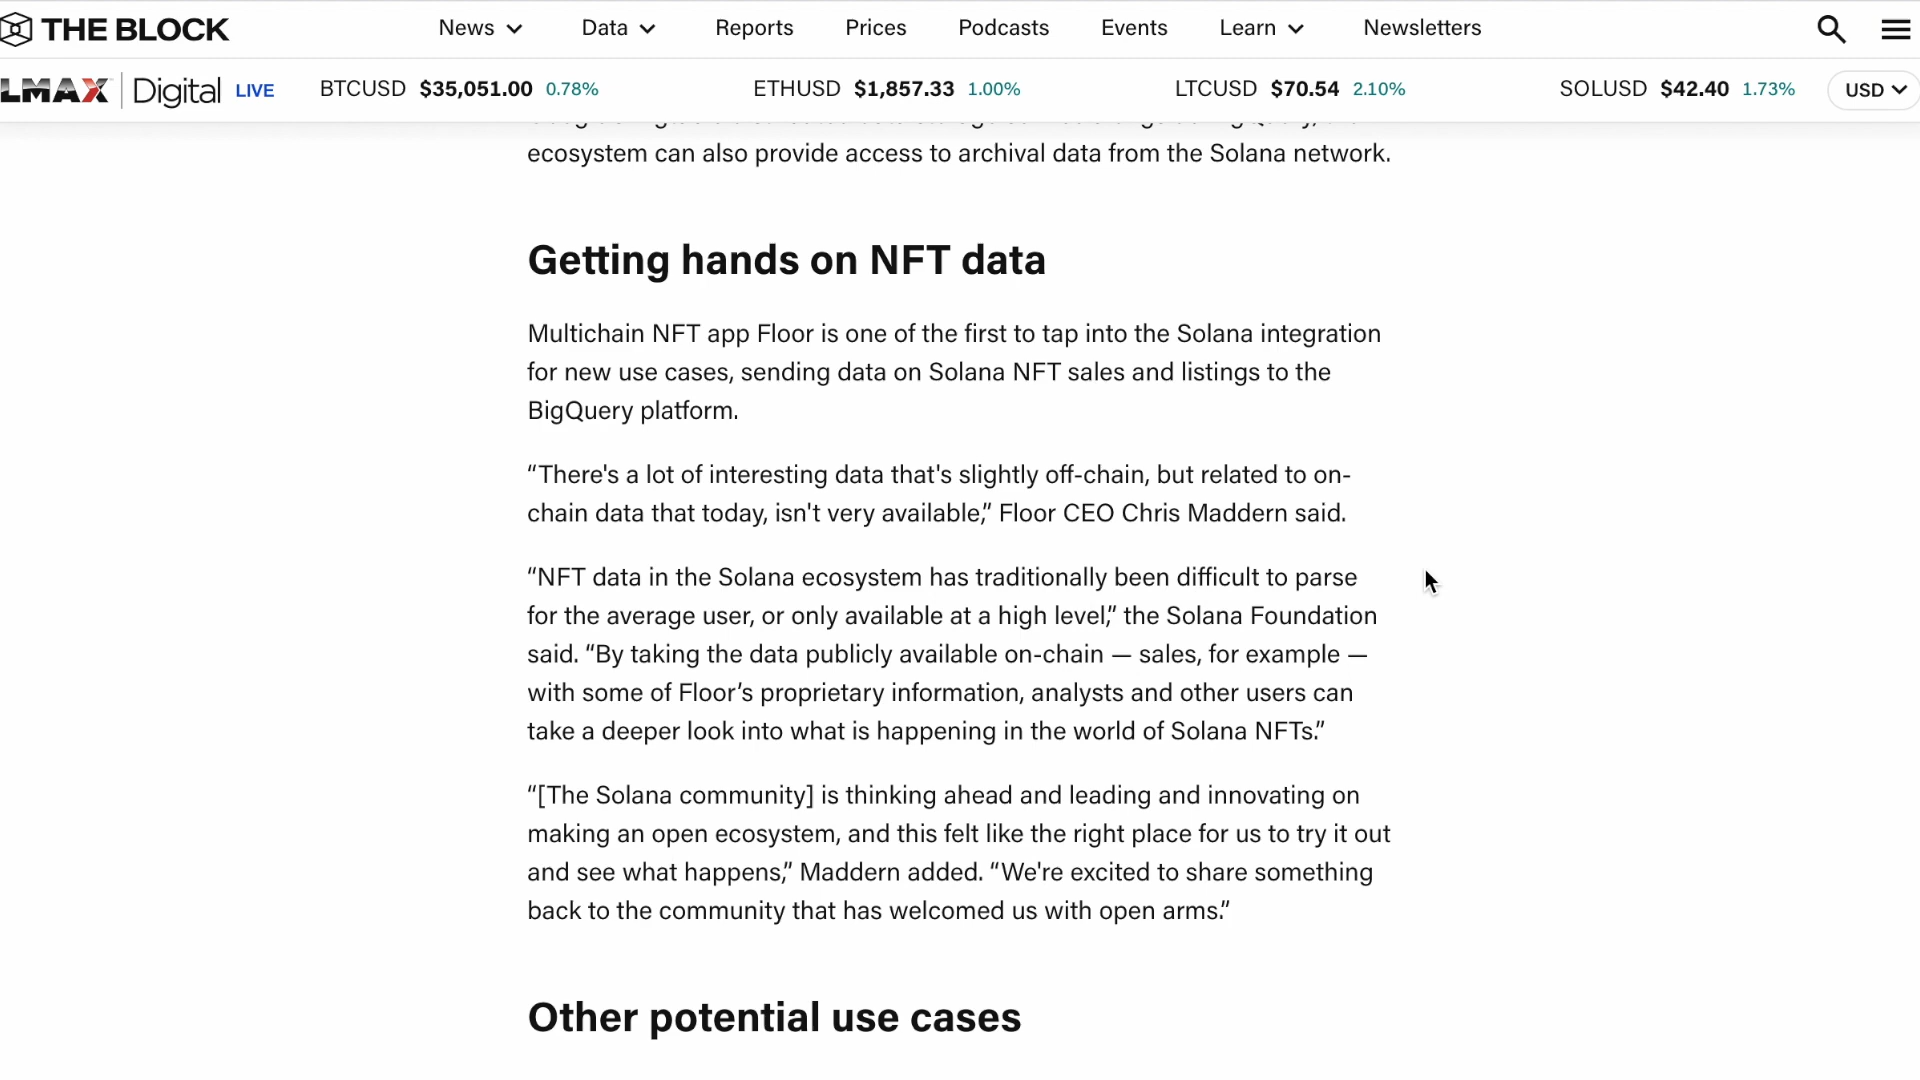 THE BLOCK News Data Reports Prices Podcasts Events Learn Newsletters
LMAX Digital LIVE BTCUSD $35,051.00 0.78% ETHUSD $1,857.33 1.00% LTCUSD $70.54 2.10% SOLUSD $42.40 1.73% USD
ecosystem can also provide access to archival data from the Solana network.
Getting hands on NFT data
Multichain NFT app Floor is one of the first to tap into the Solana integration
for new use cases, sending data on Solana NFT sales and listings to the
BigQuery platform.
“There's a lot of interesting data that's slightly off-chain, but related to on-
chain data that today, isn't very available,” Floor CEO Chris Maddern said.
“NFT data in the Solana ecosystem has traditionally been difficult to parse
for the average user, or only available at a high level,” the Solana Foundation
said. “By taking the data publicly available on-chain — sales, for example —
with some of Floor’s proprietary information, analysts and other users can
take a deeper look into what is happening in the world of Solana NFTs.”
“[The Solana community] is thinking ahead and leading and innovating on
making an open ecosystem, and this felt like the right place for us to try it out
and see what happens,” Maddern added. “We're excited to share something
back to the community that has welcomed us with open arms.”
Other potential use cases